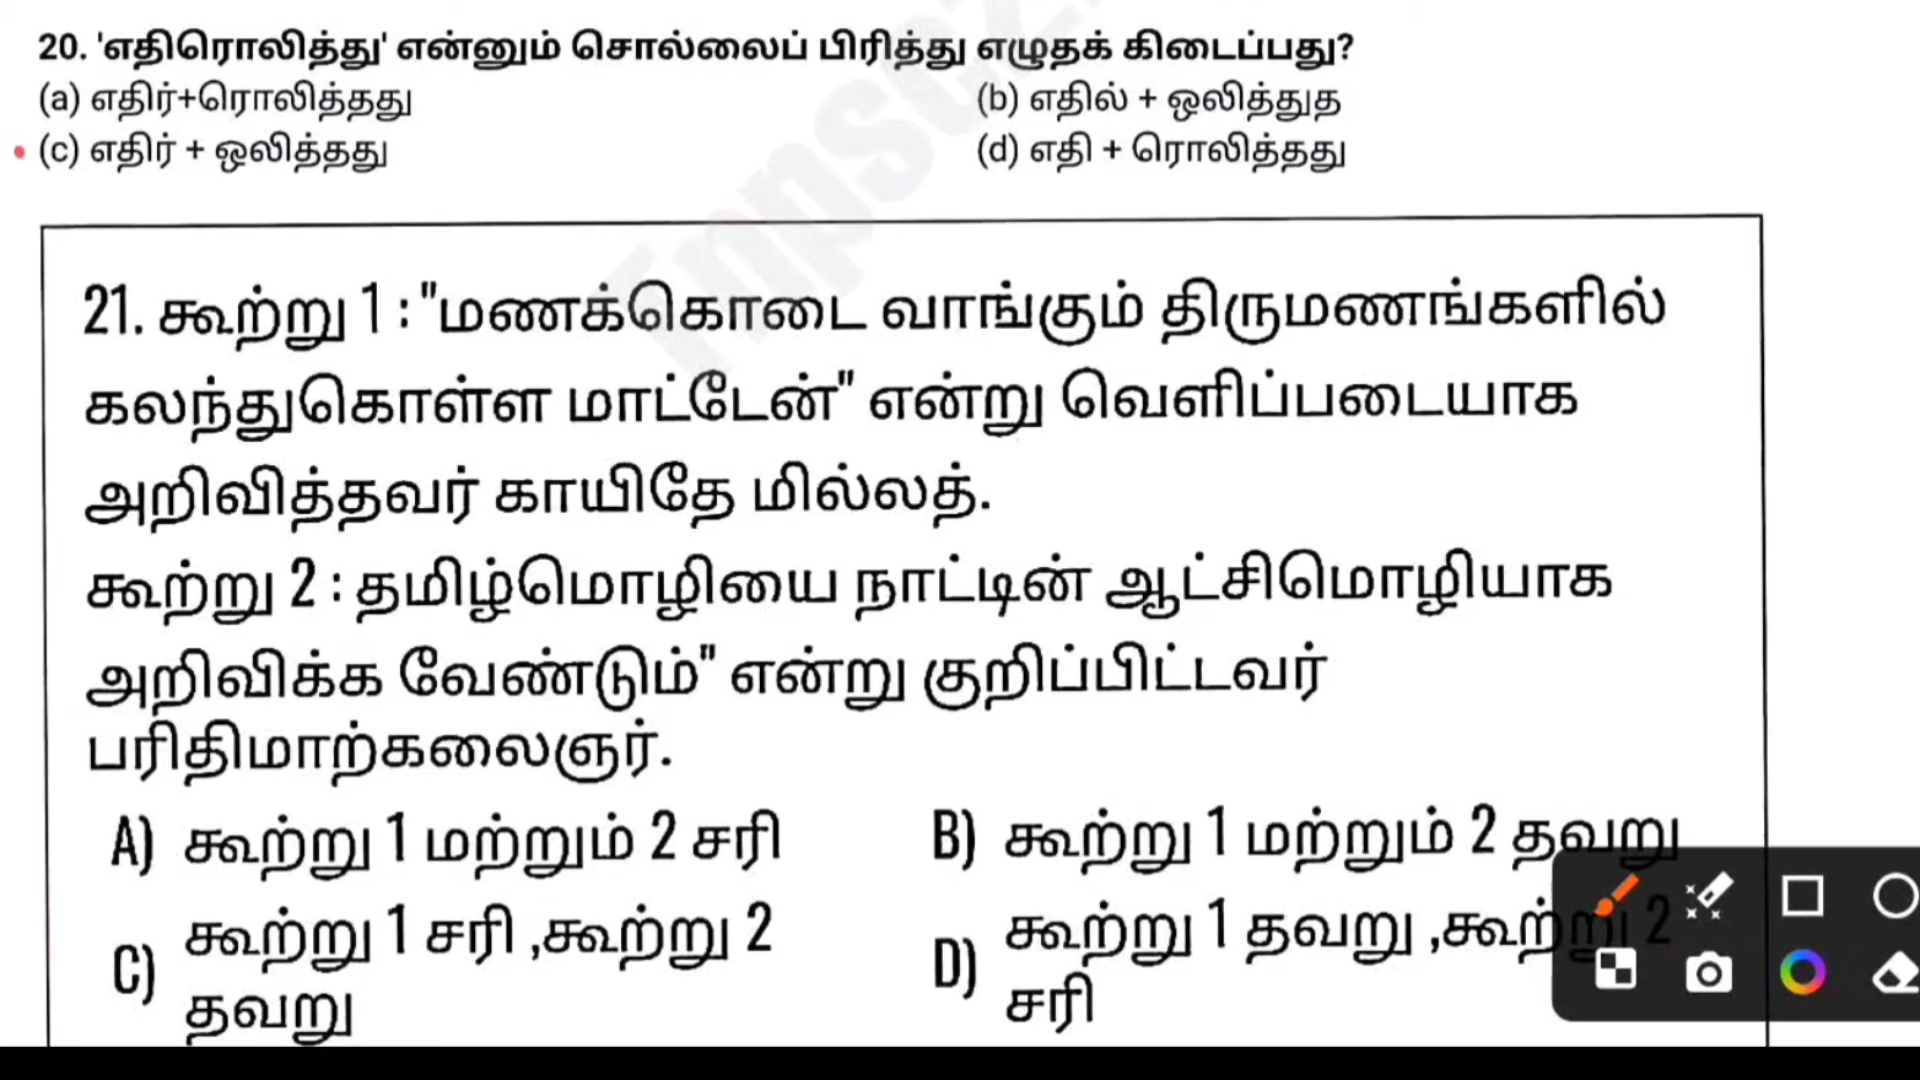 20. 'எதிரொலித்து' என்னும் சொல்லைப் பிரித்து எழுதக் கிடைப்பது?
(a) எதிர்+ரொலித்தது (b) எதில் + ஒலித்துத
(c) எதிர் + ஒலித்தது (d) எதி + ரொலித்தது
21. கூற்று 1 : "மணக்கொடை வாங்கும் திருமணங்களில்
கலந்துகொள்ள மாட்டேன்" என்று வெளிப்படையாக
அறிவித்தவர் காயிதே மில்லத்.
கூற்று 2 : தமிழ்மொழியை நாட்டின் ஆட்சிமொழியாக
அறிவிக்க வேண்டும்" என்று குறிப்பிட்டவர்
பரிதிமாற்கலைஞர்.
A) கூற்று 1 மற்றும் 2 சரி B) கூற்று 1 மற்றும் 2 தவறு
C) கூற்று 1 சரி ,கூற்று 2
தவறு
D) கூற்று 1 தவறு ,கூற்று 2
சரி